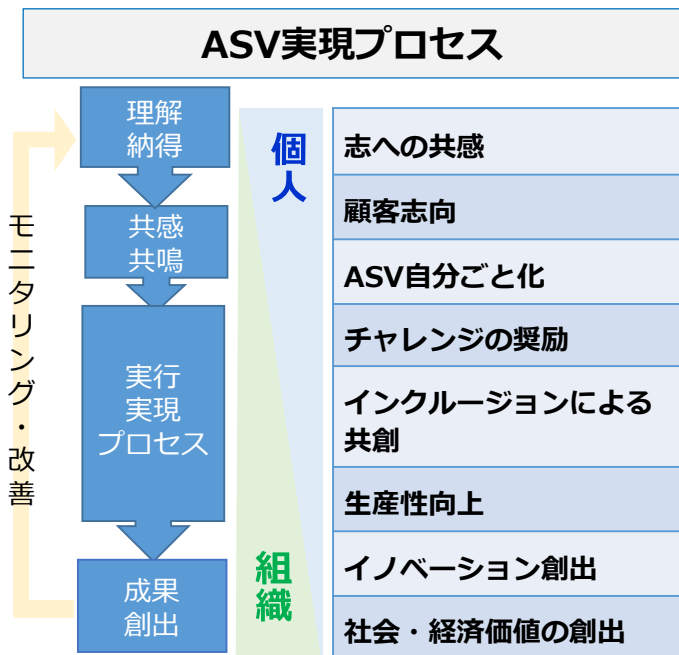 ASV実現プロセス
理解
納得
共感
共鳴
実行
実現
プロセス
成果
創出
モニタリング・改善
個人
組織
志への共感
顧客志向
ASV自分ごと化
チャレンジの奨励
インクルージョンによる
共創
生産性向上
イノベーション創出
社会・経済価値の創出